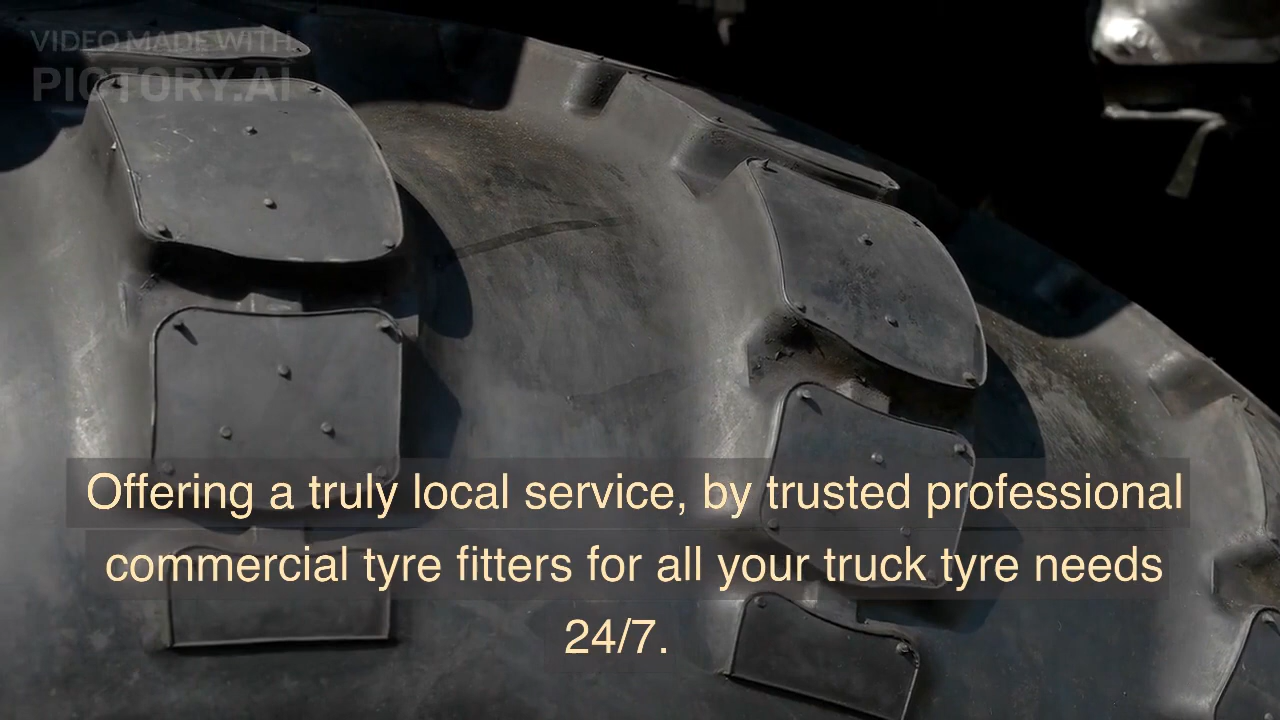 VIDEO MADE WITH
PICTORY.AI
Offering a truly local service, by trusted professional
commercial tyre fitters for all your truck tyre needs
24/7.